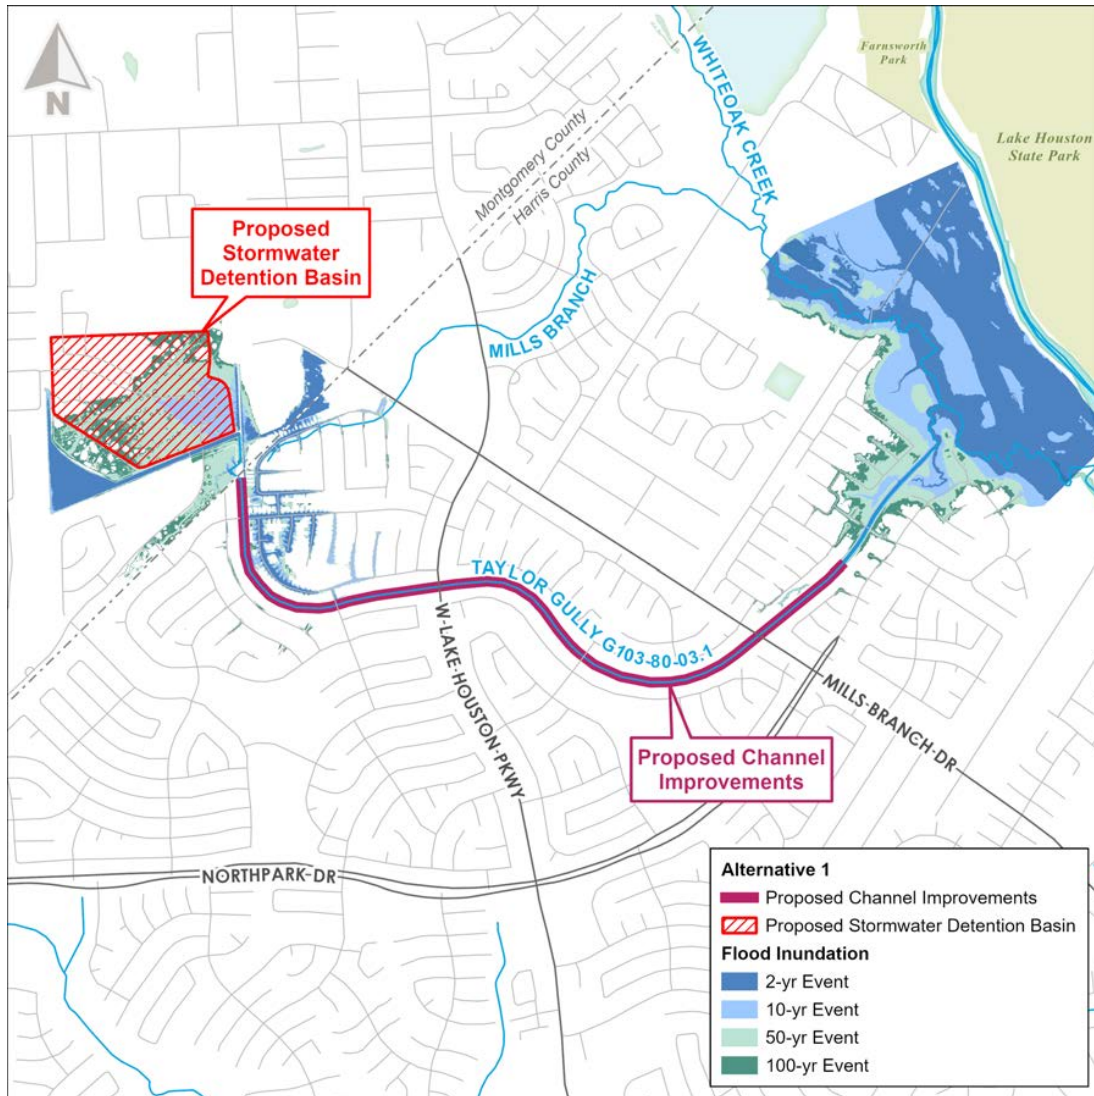 N
Farnsworth
Park
Lake Houston
State Park
WHITEOAK CREEK
Montgomery County
Harris County
Proposed
Stormwater
Detention Basin
MILLS BRANCH
TAYLOR GULLY G103-80-03.1
W-LAKE-HOUSTON-PKWY
MILLS-BRANCH-DR
Proposed Channel
Improvements
NORTHPARK-DR
Alternative 1
Proposed Channel Improvements
Proposed Stormwater Detention Basin
Flood Inundation
2-yr Event
10-yr Event
50-yr Event
100-yr Event